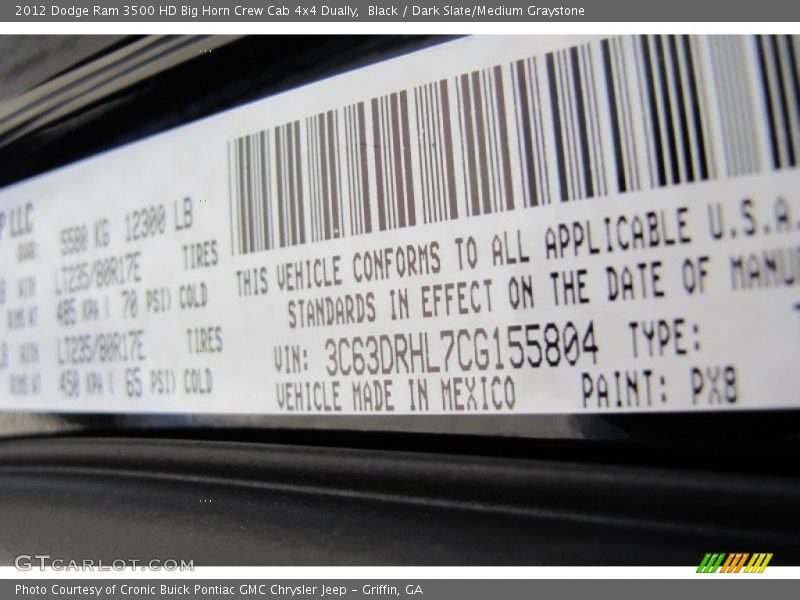 2012 Dodge Ram 3500 HD Big Horn Crew Cab 4x4 Dually, Black / Dark Slate/Medium Graystone
LLC
5580 KG 12300 LB
LT235/80R17E TIRES
485 KPA ( 70 PSI) COLD
LT235/80R17E TIRES
450 KPA ( 65 PSI) COLD
THIS VEHICLE CONFORMS TO ALL APPLICABLE U.S.A.
STANDARDS IN EFFECT ON THE DATE OF MANU
VIN: 3C63DRHL7CG155804 TYPE:
VEHICLE MADE IN MEXICO PAINT: PX8
GTCARLOT.COM
Photo Courtesy of Cronic Buick Pontiac GMC Chrysler Jeep - Griffin, GA